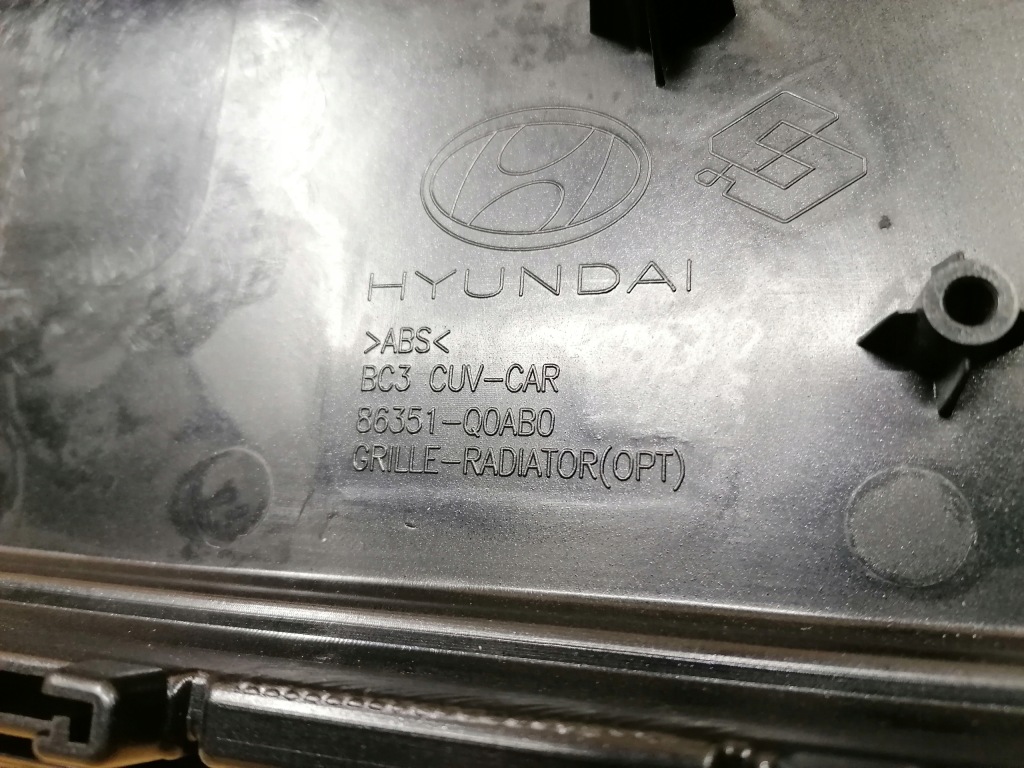 HYUNDAI
>ABS<
BC3 CUV-CAR
86351-Q0AB0
GRILLE-RADIATOR(OPT)